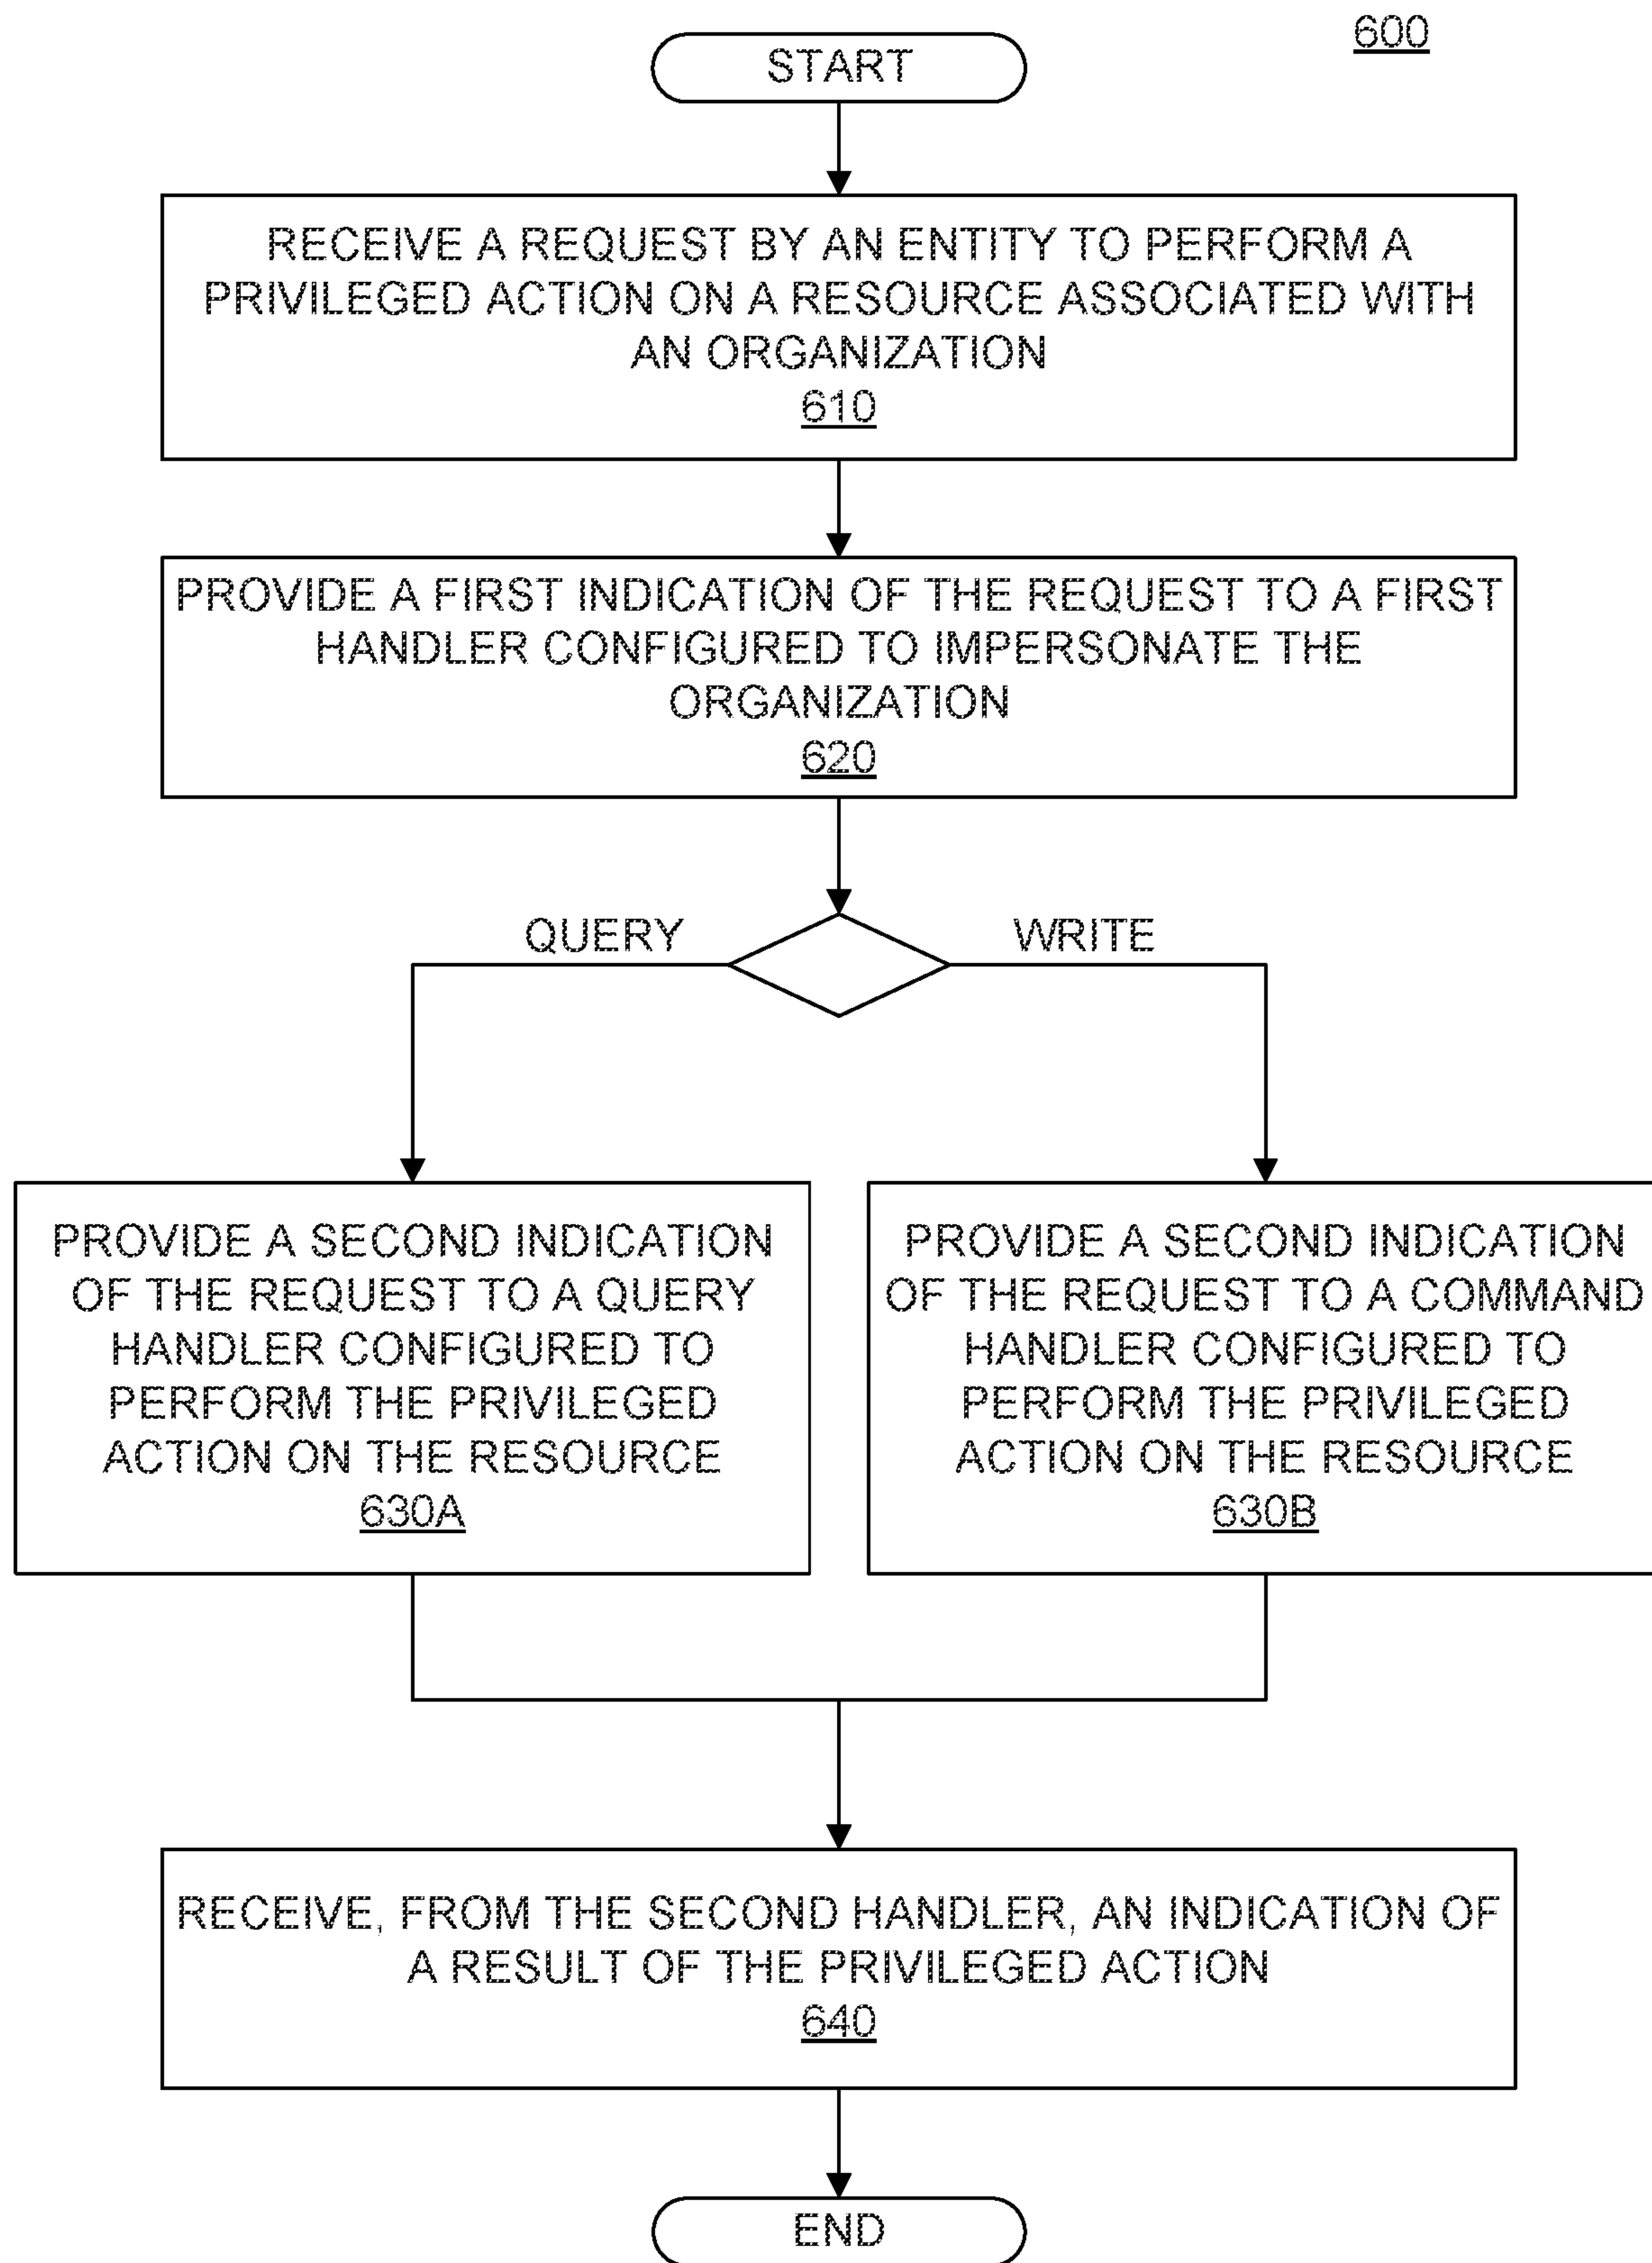 600
START
RECEIVE A REQUEST BY AN ENTITY TO PERFORM A
PRIVILEGED ACTION ON A RESOURCE ASSOCIATED WITH
AN ORGANIZATION
610
PROVIDE A FIRST INDICATION OF THE REQUEST TO A FIRST
HANDLER CONFIGURED TO IMPERSONATE THE
ORGANIZATION
620
QUERY
WRITE
PROVIDE A SECOND INDICATION
OF THE REQUEST TO A QUERY
HANDLER CONFIGURED TO
PERFORM THE PRIVILEGED
ACTION ON THE RESOURCE
630A
PROVIDE A SECOND INDICATION
OF THE REQUEST TO A COMMAND
HANDLER CONFIGURED TO
PERFORM THE PRIVILEGED
ACTION ON THE RESOURCE
630B
RECEIVE, FROM THE SECOND HANDLER, AN INDICATION OF
A RESULT OF THE PRIVILEGED ACTION
640
END